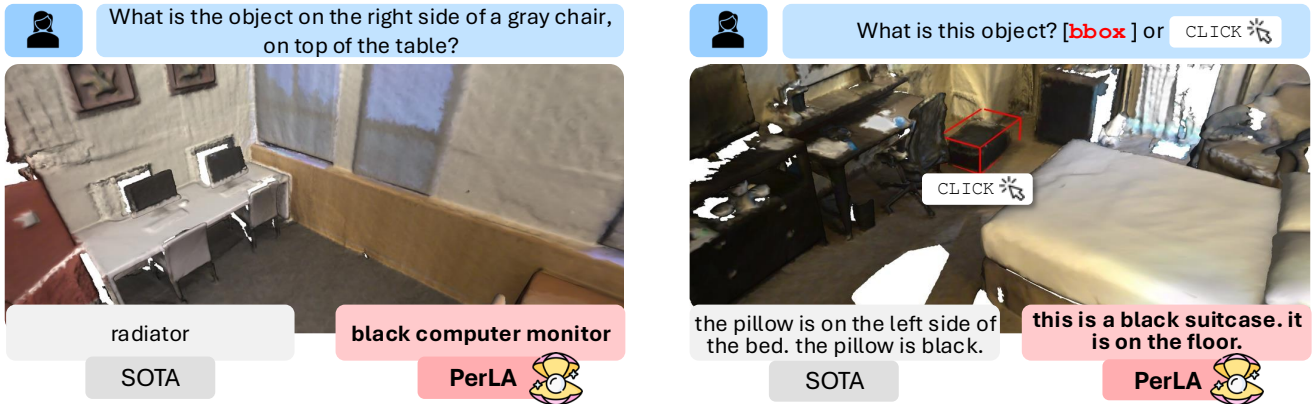 What is the object on the right side of a gray chair,
on top of the table?
radiator
black computer monitor
SOTA
PerLA
What is this object? [bbox ] or CLICK
CLICK
the pillow is on the left side of
the bed. the pillow is black.
this is a black suitcase. it
is on the floor.
SOTA
PerLA